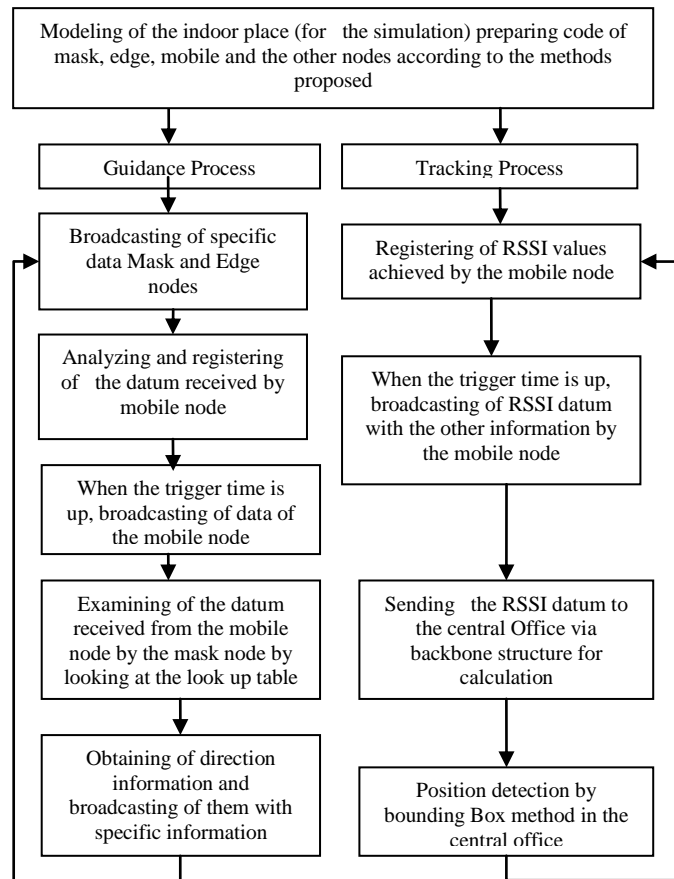 Modeling of the indoor place (for the simulation) preparing code of
mask, edge, mobile and the other nodes according to the methods
proposed
Guidance Process
Tracking Process
Broadcasting of specific
data Mask and Edge
nodes
Registering of RSSI values
achieved by the mobile node
Analyzing and registering
of the datum received by
mobile node
When the trigger time is up,
broadcasting of RSSI datum
with the other information by
the mobile node
When the trigger time is
up, broadcasting of data of
the mobile node
Examining of the datum
received from the mobile
node by the mask node by
looking at the look up table
Sending the RSSI datum to
the central Office via
backbone structure for
calculation
Obtaining of direction
information and
broadcasting of them with
specific information
Position detection by
bounding Box method in the
central office